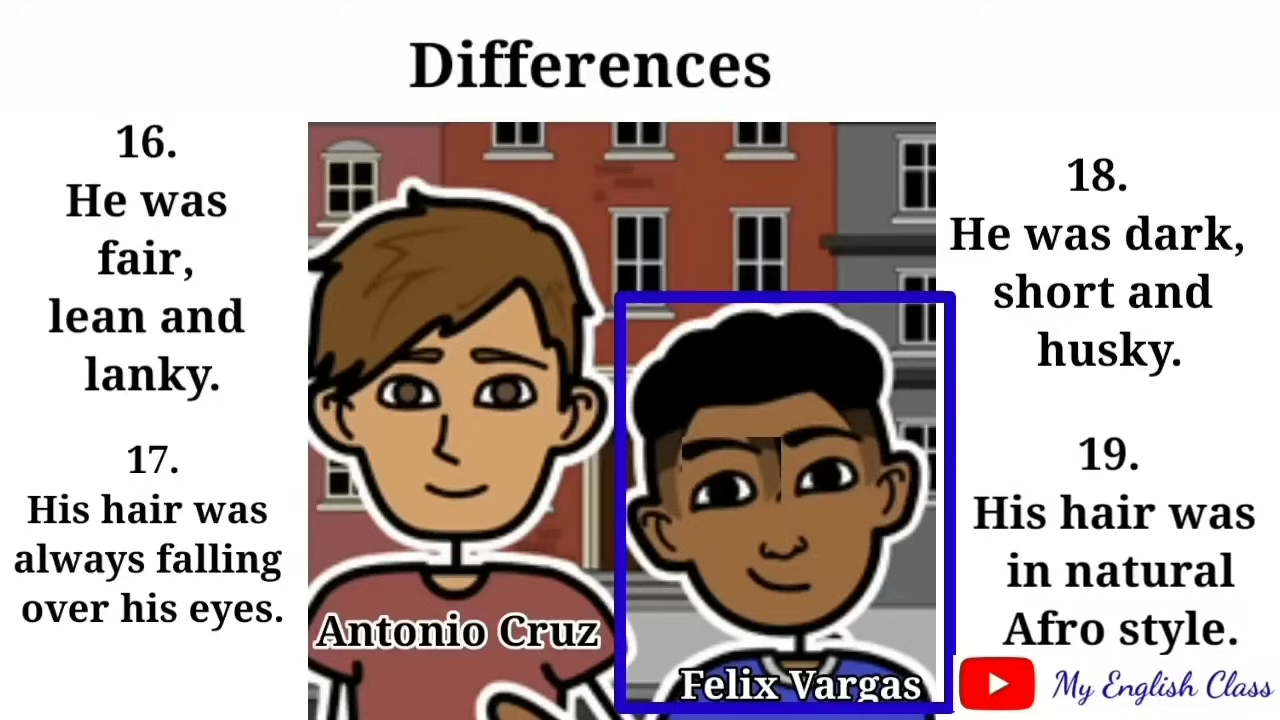 Differences
16.
He was
fair,
lean and
lanky.
17.
His hair was
always falling
over his eyes.
Antonio Cruz
Felix Vargas
18.
He was dark,
short and
husky.
19.
His hair was
in natural
Afro style.
My English Class